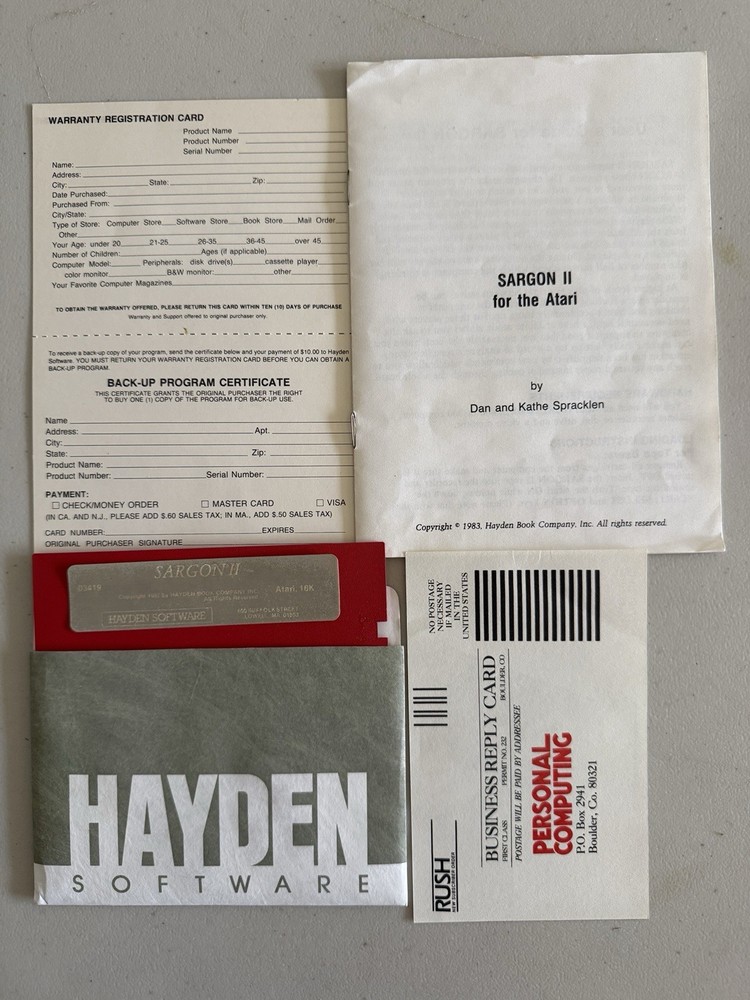 WARRANTY REGISTRATION CARD
Product Name
Product Number
Serial Number
Name:
Address:
City: State: Zip:
Date Purchased:
Purchased From:
City/State:
Type of Store: Computer Store Software Store Book Store Mail Order
Other
Your Age: under 20 21-25 26-35 36-45 over 45
Number of Children: Ages (if applicable)
Computer Model: Peripherals: disk drive(s) cassette player
color monitor B&W monitor: other
Your Favorite Computer Magazines
TO OBTAIN THE WARRANTY OFFERED, PLEASE RETURN THIS CARD WITHIN TEN (10) DAYS OF PURCHASE
Warranty and Support offered to original purchaser only.
To receive a back-up copy of your program, send the certificate below and your payment of $10.00 to Hayden
Software. YOU MUST RETURN YOUR WARRANTY REGISTRATION CARD BEFORE YOU CAN OBTAIN A
BACK-UP PROGRAM.
BACK-UP PROGRAM CERTIFICATE
THIS CERTIFICATE GRANTS THE ORIGINAL PURCHASER THE RIGHT
TO BUY ONE (1) COPY OF THE PROGRAM FOR BACK-UP USE.
Name
Address: Apt.
City:
State: Zip:
Product Name:
Product Number: Serial Number:
PAYMENT:
CHECK/MONEY ORDER MASTER CARD VISA
(IN CA. AND N.J., PLEASE ADD $.60 SALES TAX; IN MA., ADD $.50 SALES TAX)
CARD NUMBER: EXPIRES
ORIGINAL PURCHASER SIGNATURE
SARGON II
for the Atari
by
Dan and Kathe Spracklen
Copyright © 1983, Hayden Book Company, Inc. All rights reserved.
SARGON II
03419 Atari, 16K
HAYDEN SOFTWARE
HAYDEN
SOFTWARE
NO POSTAGE
NECESSARY
IF MAILED
IN THE
UNITED STATES
BUSINESS REPLY CARD
FIRST CLASS PERMIT NO. 232 BOULDER, CO
POSTAGE WILL BE PAID BY ADDRESSEE
PERSONAL
COMPUTING
P.O. Box 2941
Boulder, Co. 80321
RUSH
NEW SUBSCRIBER ORDER